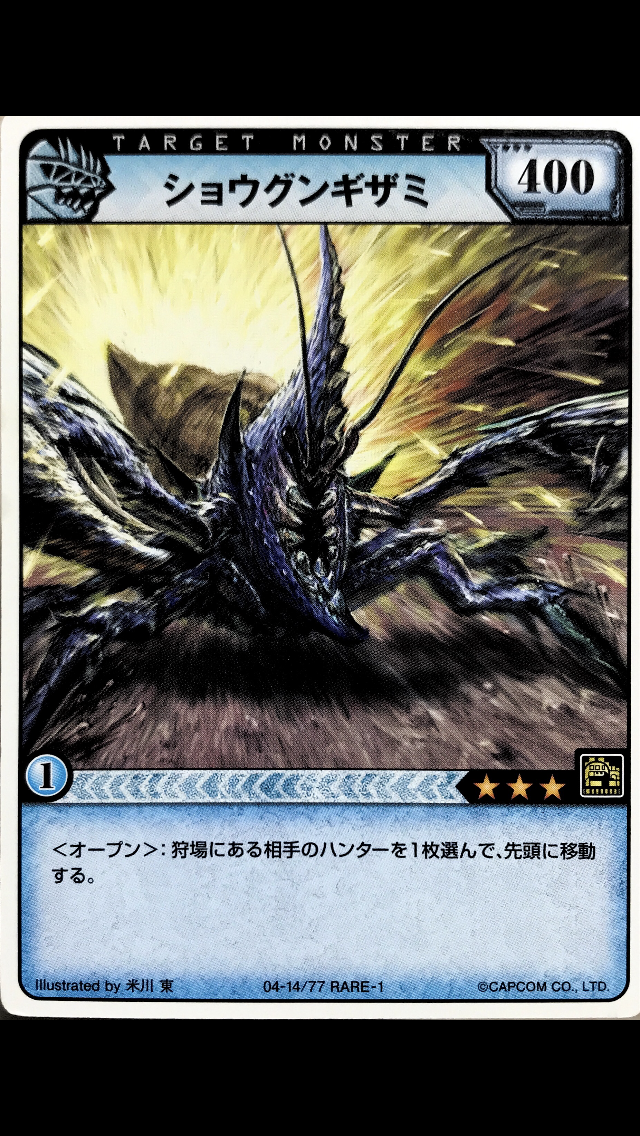 TARGET MONSTER
ショウグンギザミ
400
1
＜オープン＞：狩場にある相手のハンターを1枚選んで、先頭に移動
する。
Illustrated by 米川 東 04-14/77 RARE-1 ©CAPCOM CO., LTD.